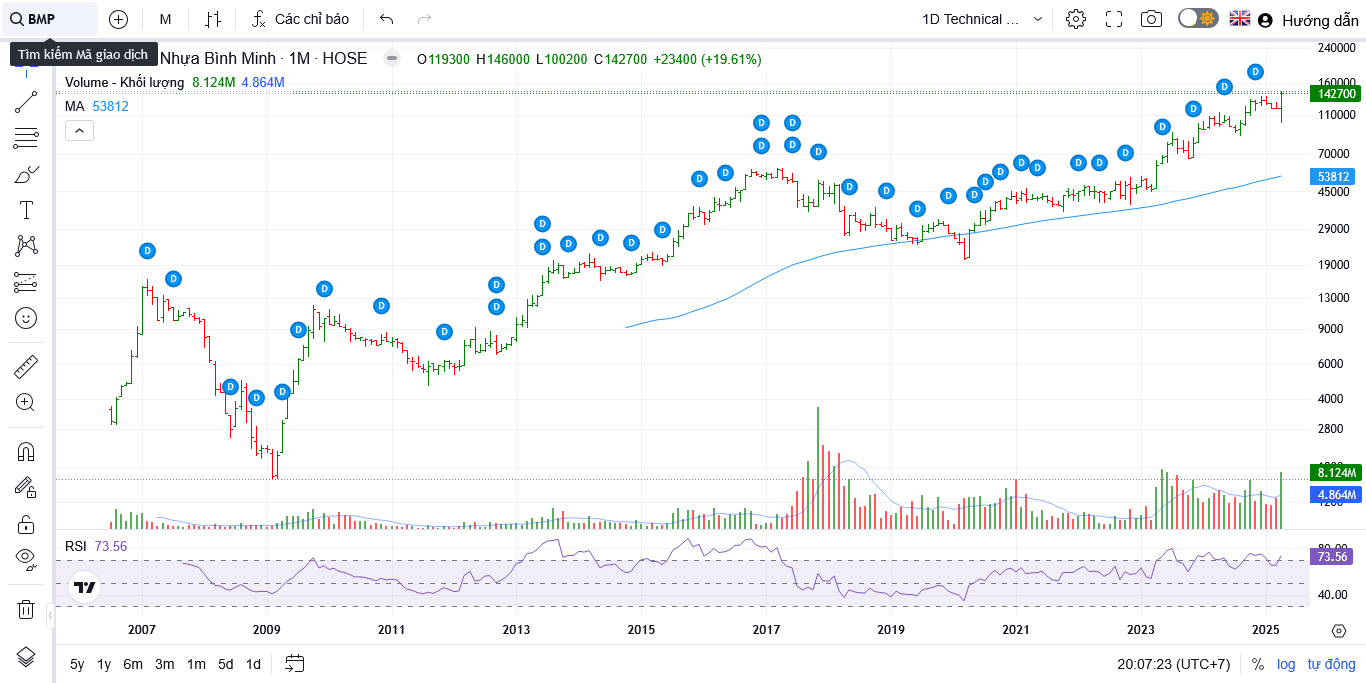 BMP
M
Các chỉ báo
1D Technical ...
Hướng dẫn
Tìm kiếm Mã giao dịch
Nhựa Bình Minh · 1M · HOSE
O119300 H146000 L100200 C142700 +23400 (+19.61%)
Volume - Khối lượng 8.124M 4.864M
MA 53812
240000
160000
142700
110000
70000
53812
45000
29000
19000
13000
9000
6000
4000
2800
8.124M
4.864M
D D D D D D D D D D D D D D D D D D D D D D D D D D D D D D D D D D D D D D D D D D D
RSI 73.56
80.00
73.56
40.00
2007 2009 2011 2013 2015 2017 2019 2021 2023 2025
5y 1y 6m 3m 1m 5d 1d
20:07:23 (UTC+7) % log tự động